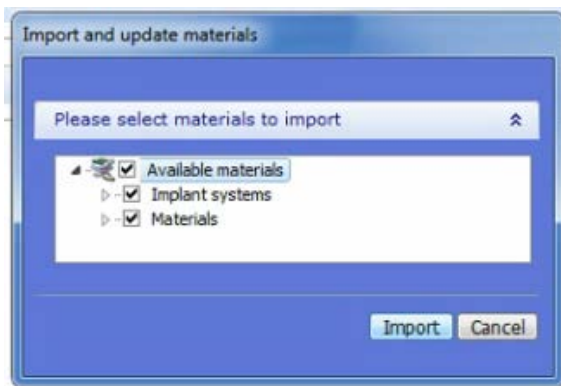 Import and update materials
Please select materials to import
Available materials
Implant systems
Materials
Import Cancel